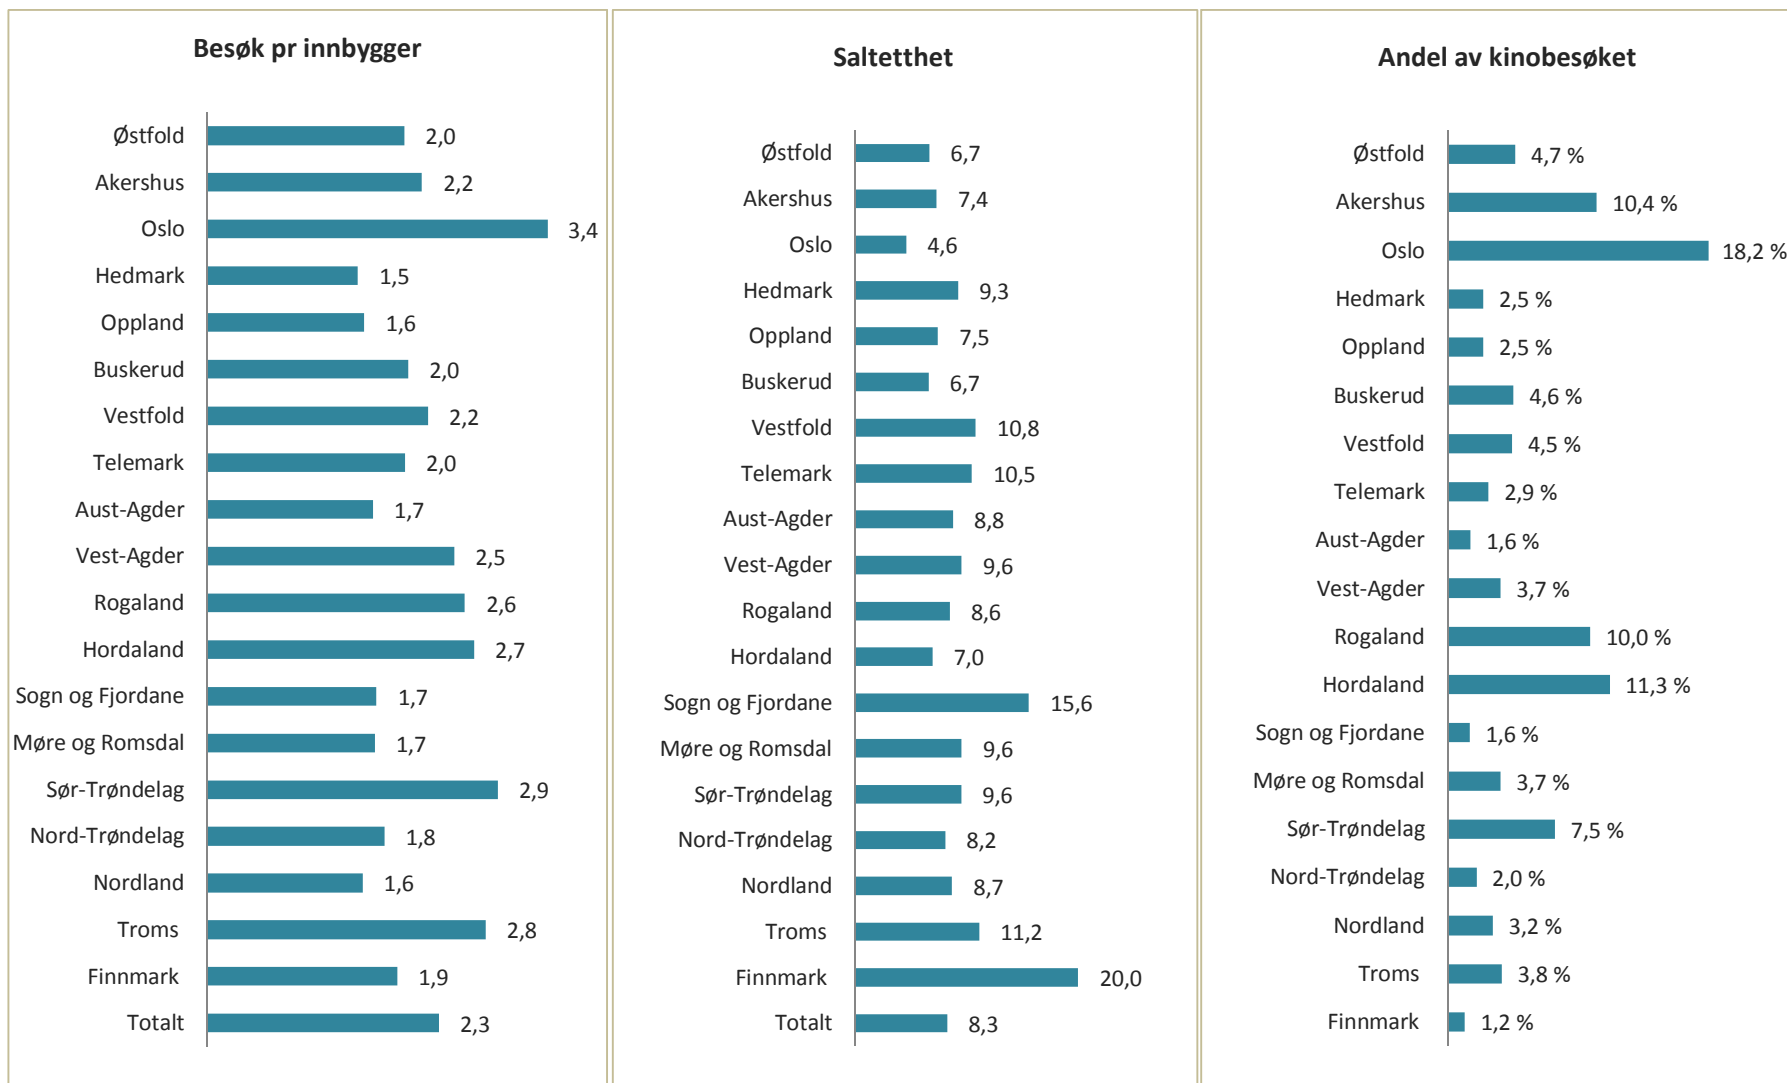 Besøk pr innbygger
Østfold 2,0
Akershus 2,2
Oslo 3,4
Hedmark 1,5
Oppland 1,6
Buskerud 2,0
Vestfold 2,2
Telemark 2,0
Aust-Agder 1,7
Vest-Agder 2,5
Rogaland 2,6
Hordaland 2,7
Sogn og Fjordane 1,7
Møre og Romsdal 1,7
Sør-Trøndelag 2,9
Nord-Trøndelag 1,8
Nordland 1,6
Troms 2,8
Finnmark 1,9
Totalt 2,3
Saltetthet
Østfold 6,7
Akershus 7,4
Oslo 4,6
Hedmark 9,3
Oppland 7,5
Buskerud 6,7
Vestfold 10,8
Telemark 10,5
Aust-Agder 8,8
Vest-Agder 9,6
Rogaland 8,6
Hordaland 7,0
Sogn og Fjordane 15,6
Møre og Romsdal 9,6
Sør-Trøndelag 9,6
Nord-Trøndelag 8,2
Nordland 8,7
Troms 11,2
Finnmark 20,0
Totalt 8,3
Andel av kinobesøket
Østfold 4,7 %
Akershus 10,4 %
Oslo 18,2 %
Hedmark 2,5 %
Oppland 2,5 %
Buskerud 4,6 %
Vestfold 4,5 %
Telemark 2,9 %
Aust-Agder 1,6 %
Vest-Agder 3,7 %
Rogaland 10,0 %
Hordaland 11,3 %
Sogn og Fjordane 1,6 %
Møre og Romsdal 3,7 %
Sør-Trøndelag 7,5 %
Nord-Trøndelag 2,0 %
Nordland 3,2 %
Troms 3,8 %
Finnmark 1,2 %